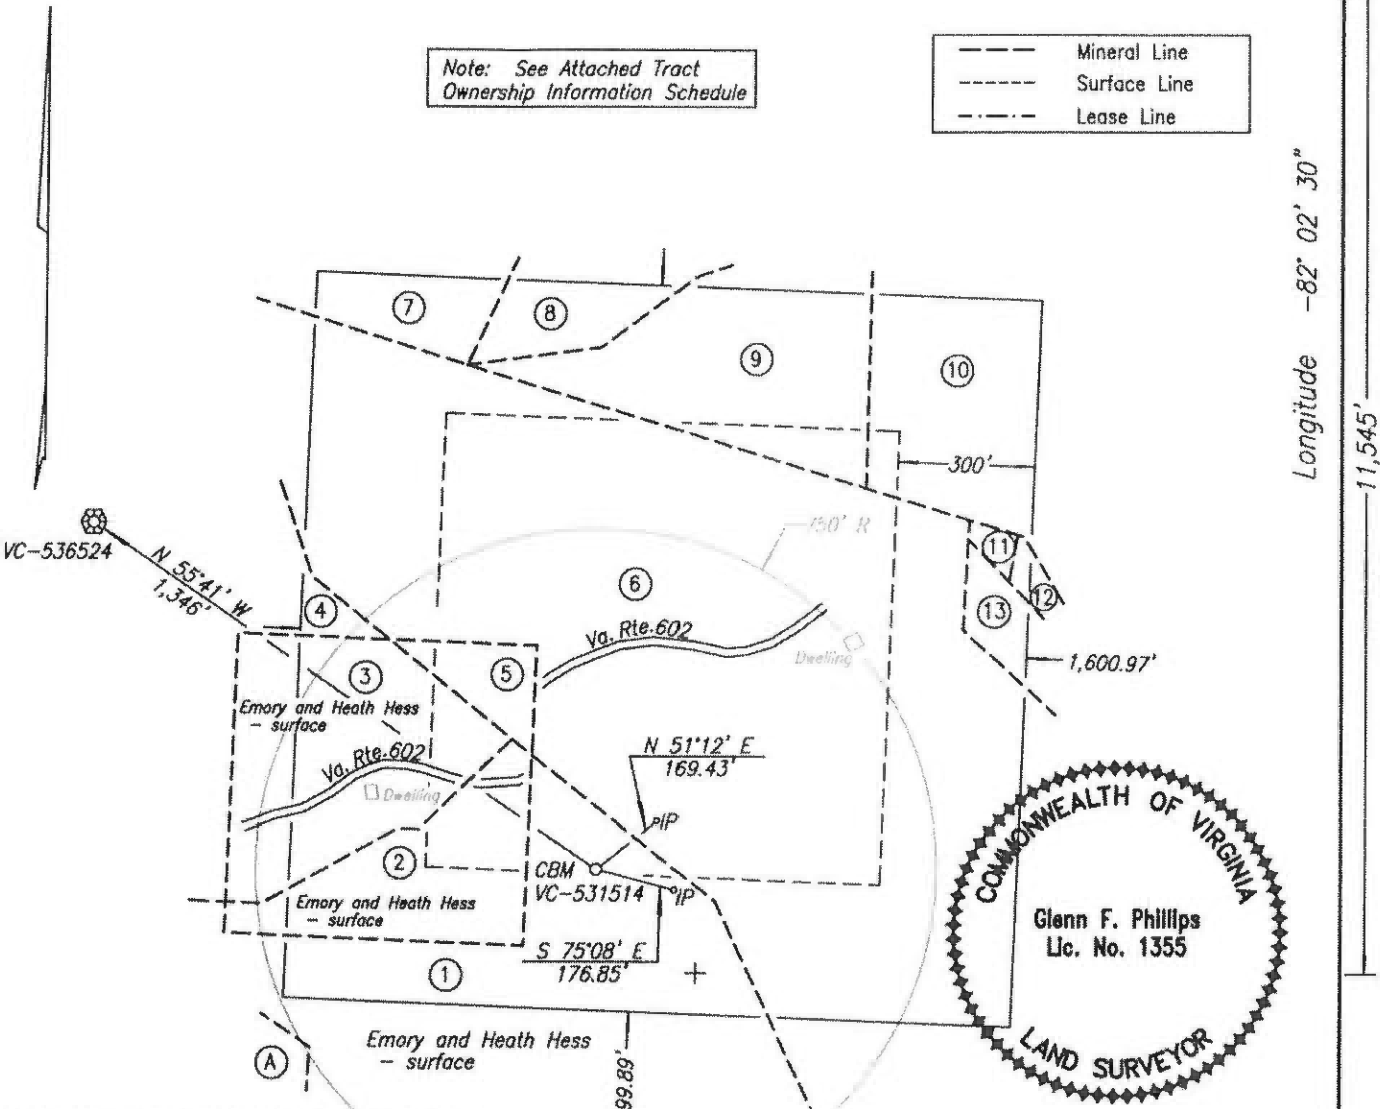 Note: See Attached Tract
Ownership Information Schedule
Mineral Line
Surface Line
Lease Line
Longitude -82° 02' 30"
11,545'
7
8
9
10
300'
VC-536524
N 55°41' W
1,346'
750' R
11
12
13
6
4
Va. Rte.602
Dwelling
1,600.97'
3
5
Emory and Heath Hess
- surface
N 51°12' E
169.43'
Va. Rte.602
Dwelling
IP
2
CBM
VC-531514
IP
Emory and Heath Hess
- surface
S 75°08' E
176.85'
1
COMMONWEALTH OF VIRGINIA
Glenn F. Phillips
Lic. No. 1355
LAND SURVEYOR
Emory and Heath Hess
- surface
A
99.89'